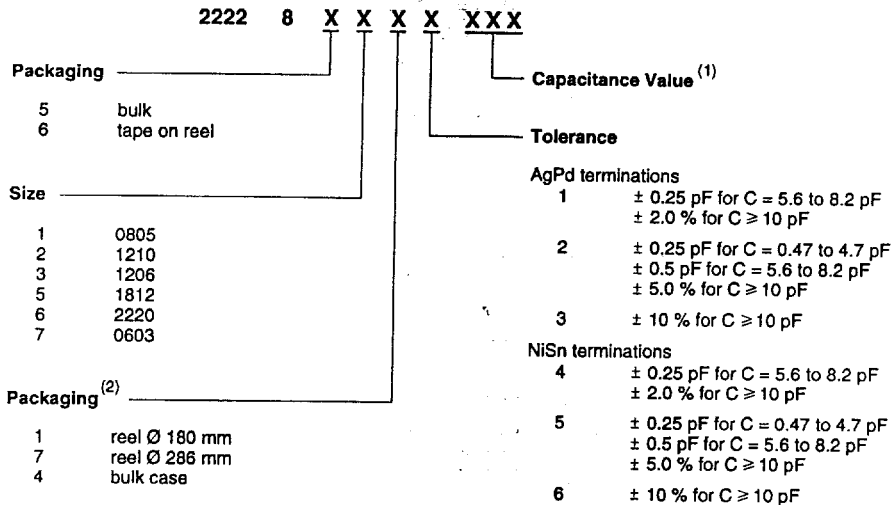 2222 8 X X X X XXX
Packaging
5 bulk
6 tape on reel
Size
1 0805
2 1210
3 1206
5 1812
6 2220
7 0603
Packaging (2)
1 reel Ø 180 mm
7 reel Ø 286 mm
4 bulk case
Capacitance Value (1)
Tolerance
AgPd terminations
1 ± 0.25 pF for C = 5.6 to 8.2 pF
± 2.0 % for C ⩾ 10 pF
2 ± 0.25 pF for C = 0.47 to 4.7 pF
± 0.5 pF for C = 5.6 to 8.2 pF
± 5.0 % for C ⩾ 10 pF
3 ± 10 % for C ⩾ 10 pF
NiSn terminations
4 ± 0.25 pF for C = 5.6 to 8.2 pF
± 2.0 % for C ⩾ 10 pF
5 ± 0.25 pF for C = 0.47 to 4.7 pF
± 0.5 pF for C = 5.6 to 8.2 pF
± 5.0 % for C ⩾ 10 pF
6 ± 10 % for C ⩾ 10 pF